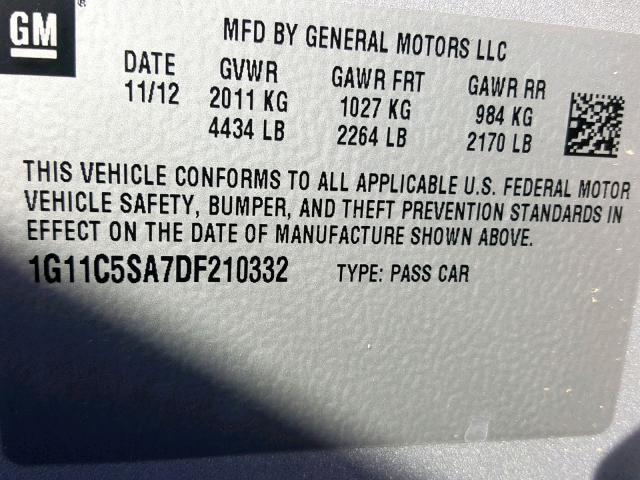 GM
MFD BY GENERAL MOTORS LLC
DATE GVWR GAWR FRT GAWR RR
11/12 2011 KG 1027 KG 984 KG
4434 LB 2264 LB 2170 LB
THIS VEHICLE CONFORMS TO ALL APPLICABLE U.S. FEDERAL MOTOR
VEHICLE SAFETY, BUMPER, AND THEFT PREVENTION STANDARDS IN
EFFECT ON THE DATE OF MANUFACTURE SHOWN ABOVE.
1G11C5SA7DF210332 TYPE: PASS CAR